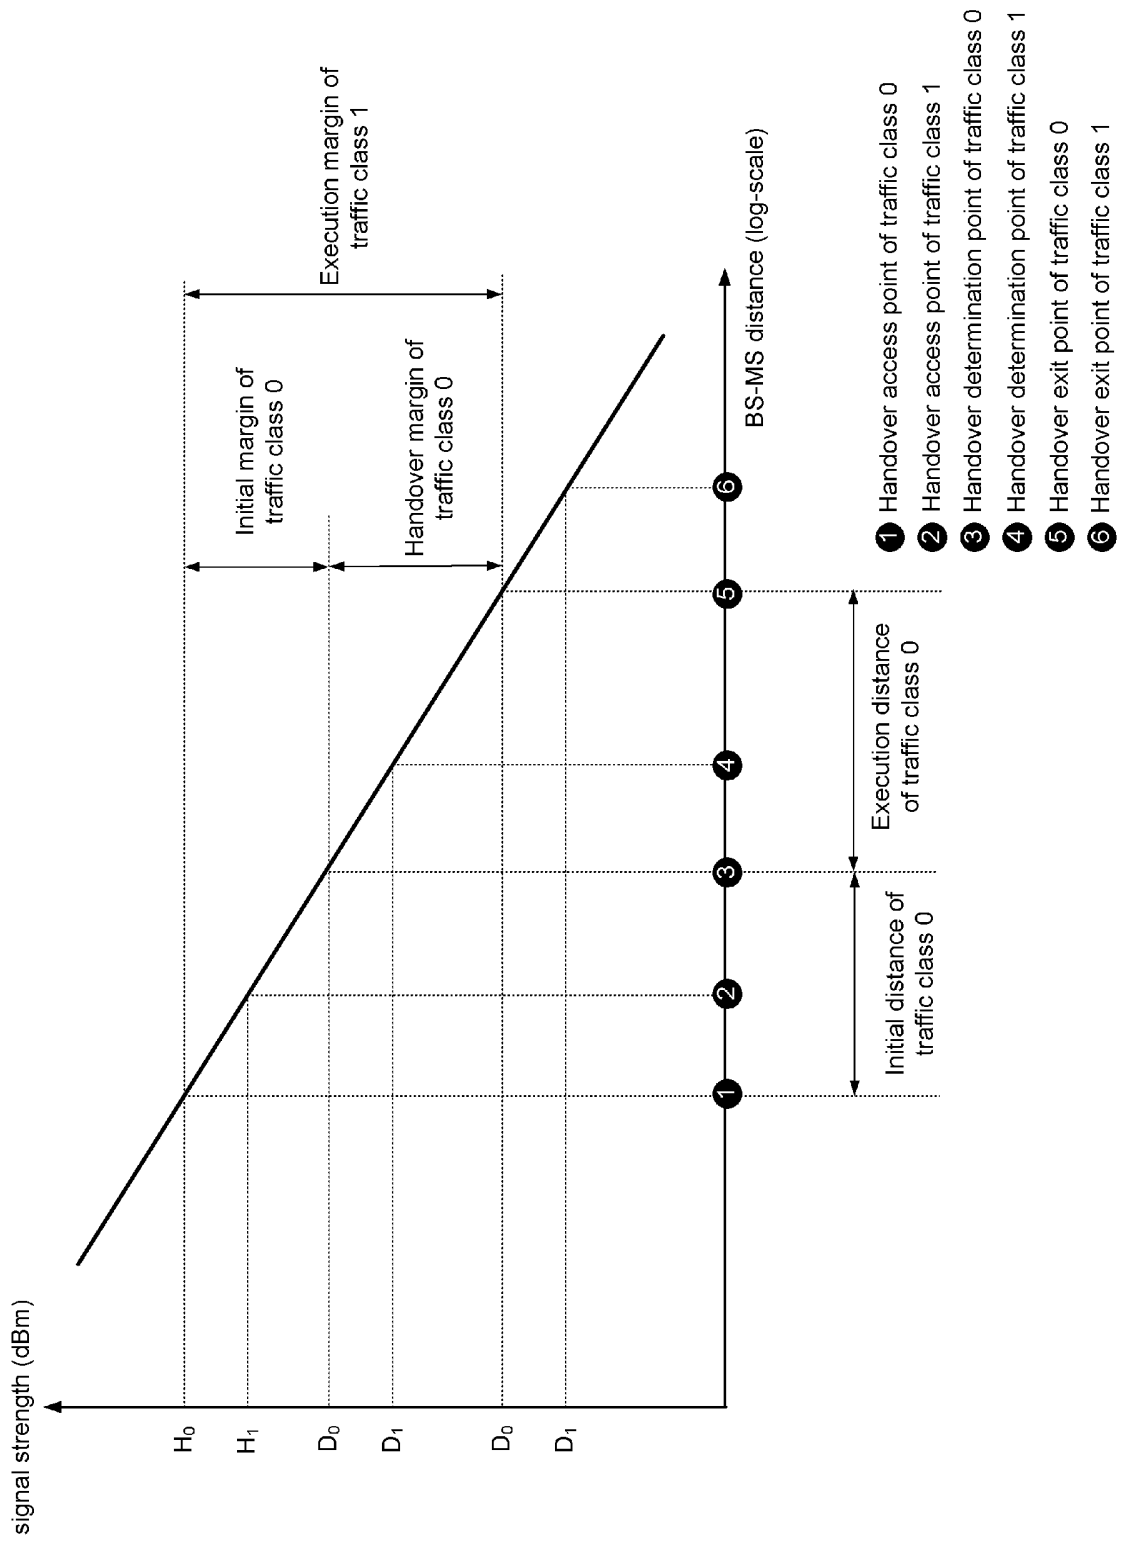 signal strength (dBm)
H0
H1
D0
D1
D0
D1
Initial margin of
traffic class 0
Handover margin of
traffic class 0
Execution margin of
traffic class 1
BS-MS distance (log-scale)
1
2
3
4
5
6
Initial distance of
traffic class 0
Execution distance
of traffic class 0
1 Handover access point of traffic class 0
2 Handover access point of traffic class 1
3 Handover determination point of traffic class 0
4 Handover determination point of traffic class 1
5 Handover exit point of traffic class 0
6 Handover exit point of traffic class 1